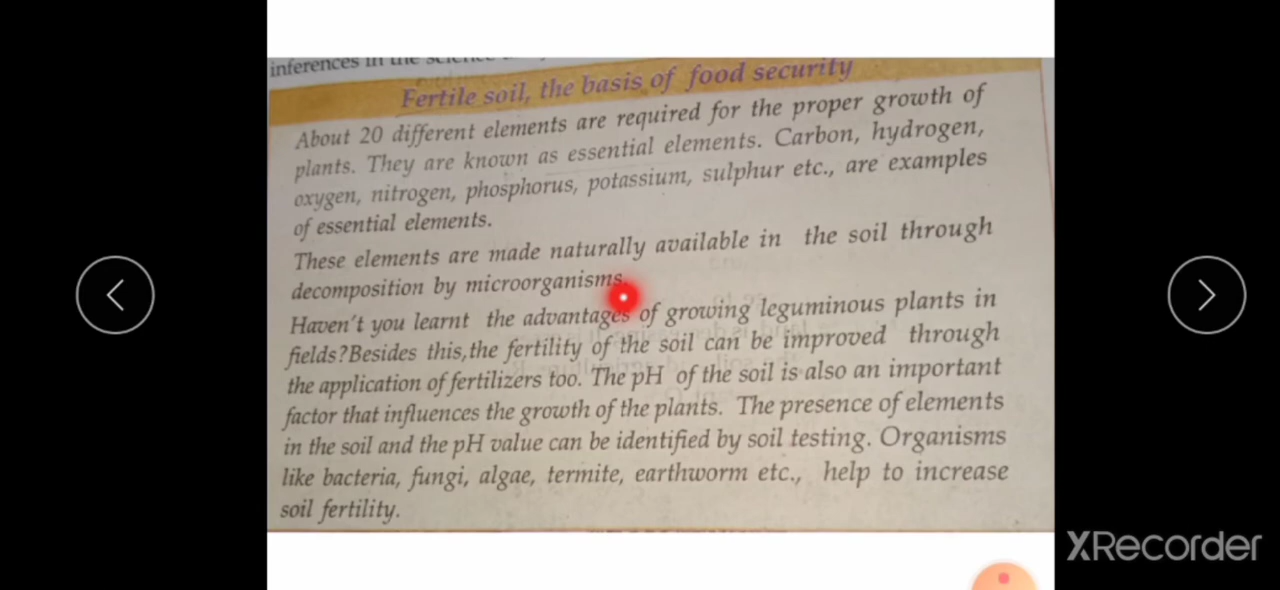 inferences in the
Fertile soil, the basis of food security
About 20 different elements are required for the proper growth of
plants. They are known as essential elements. Carbon, hydrogen,
oxygen, nitrogen, phosphorus, potassium, sulphur etc., are examples
of essential elements.
These elements are made naturally available in the soil through
decomposition by microorganisms.
Haven't you learnt the advantages of growing leguminous plants in
fields?Besides this,the fertility of the soil can be improved through
the application of fertilizers too. The pH of the soil is also an important
factor that influences the growth of the plants. The presence of elements
in the soil and the pH value can be identified by soil testing. Organisms
like bacteria, fungi, algae, termite, earthworm etc., help to increase
soil fertility.
XRecorder